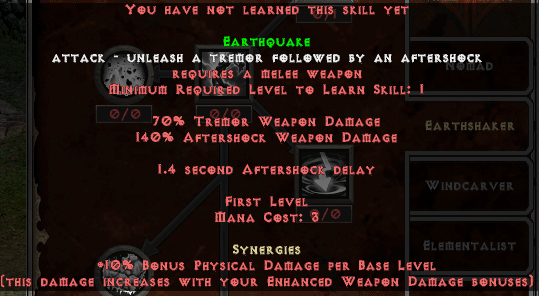 You have not learned this skill yet
Earthquake
attack - unleash a tremor followed by an aftershock
requires a melee weapon
Minimum Required Level to Learn Skill: 1
70% Tremor Weapon Damage
140% Aftershock Weapon Damage
1.4 second Aftershock delay
First Level
Mana Cost: 3
Synergies
+10% Bonus Physical Damage per Base Level
(this damage increases with your Enhanced Weapon Damage bonuses)
0/0
0/0
0/0
/0
Nomad
Earthshaker
Windcarver
Elementalist